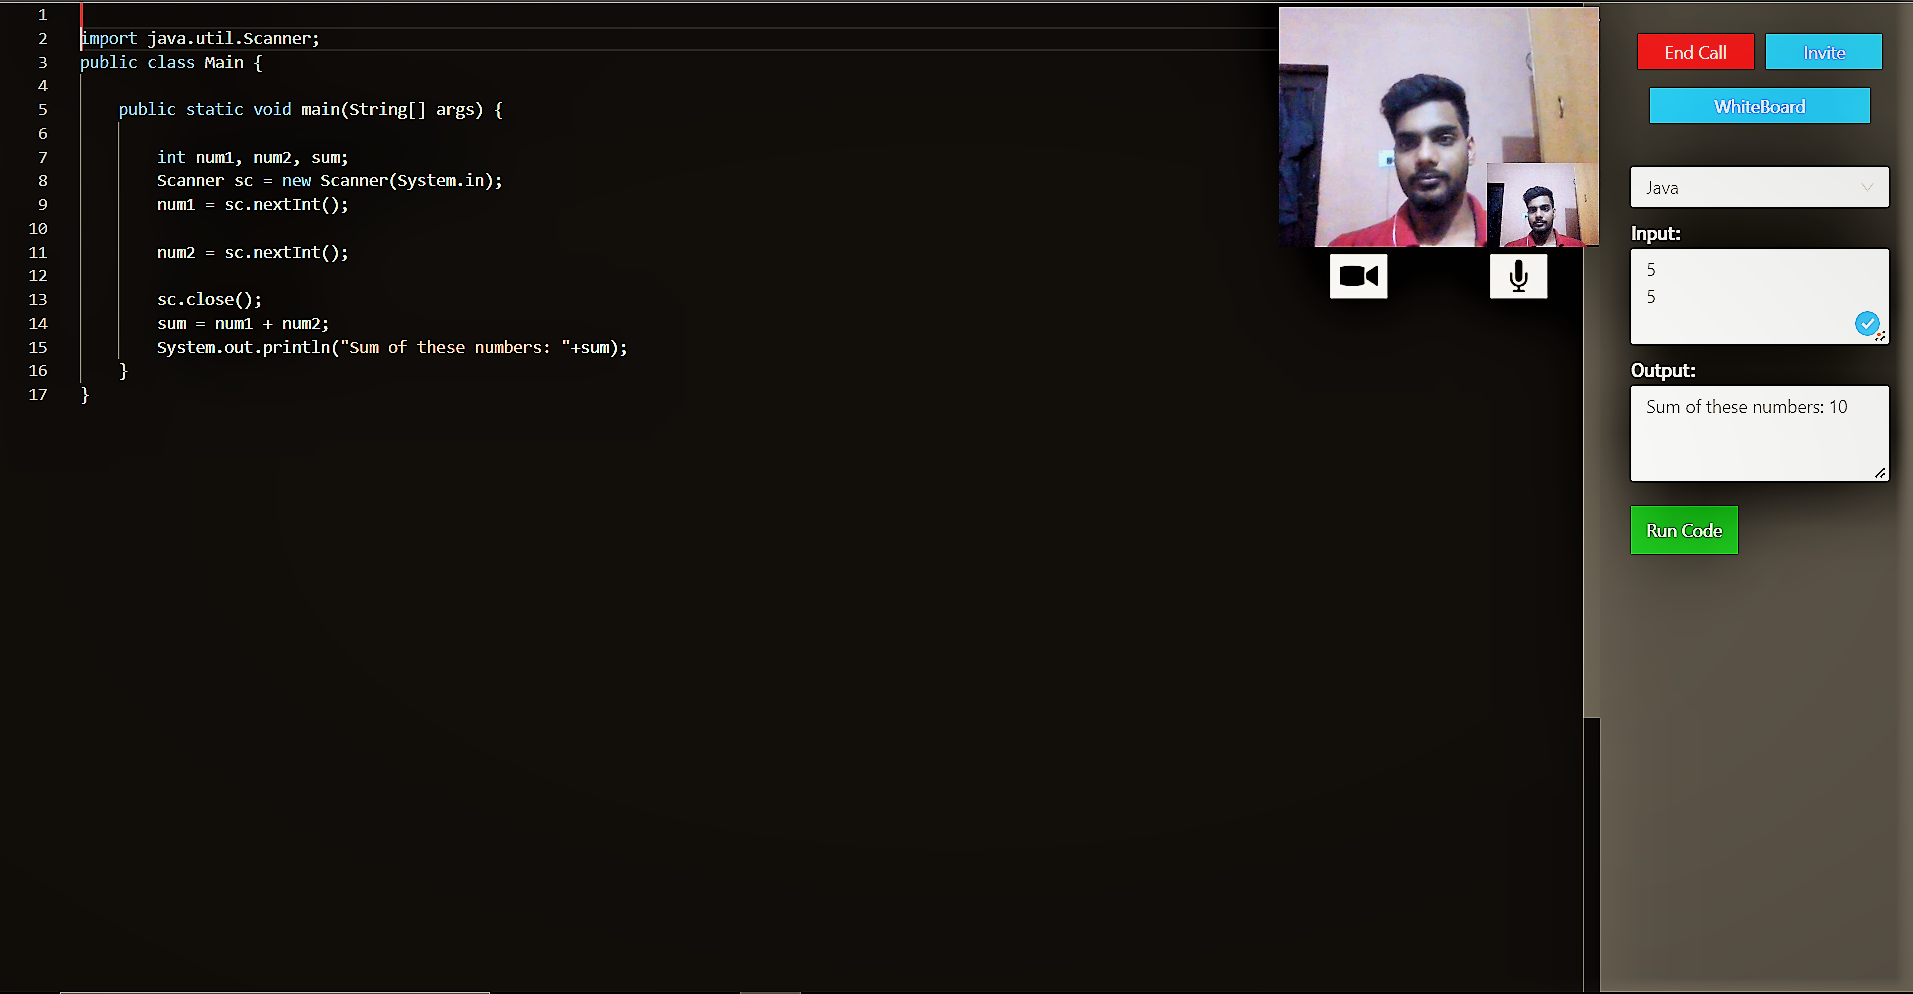 1
2 import java.util.Scanner;
3 public class Main {
4
5 public static void main(String[] args) {
6
7 int num1, num2, sum;
8 Scanner sc = new Scanner(System.in);
9 num1 = sc.nextInt();
10
11 num2 = sc.nextInt();
12
13 sc.close();
14 sum = num1 + num2;
15 System.out.println("Sum of these numbers: "+sum);
16 }
17 }
End Call Invite
WhiteBoard
Java
Input:
5
5
Output:
Sum of these numbers: 10
Run Code